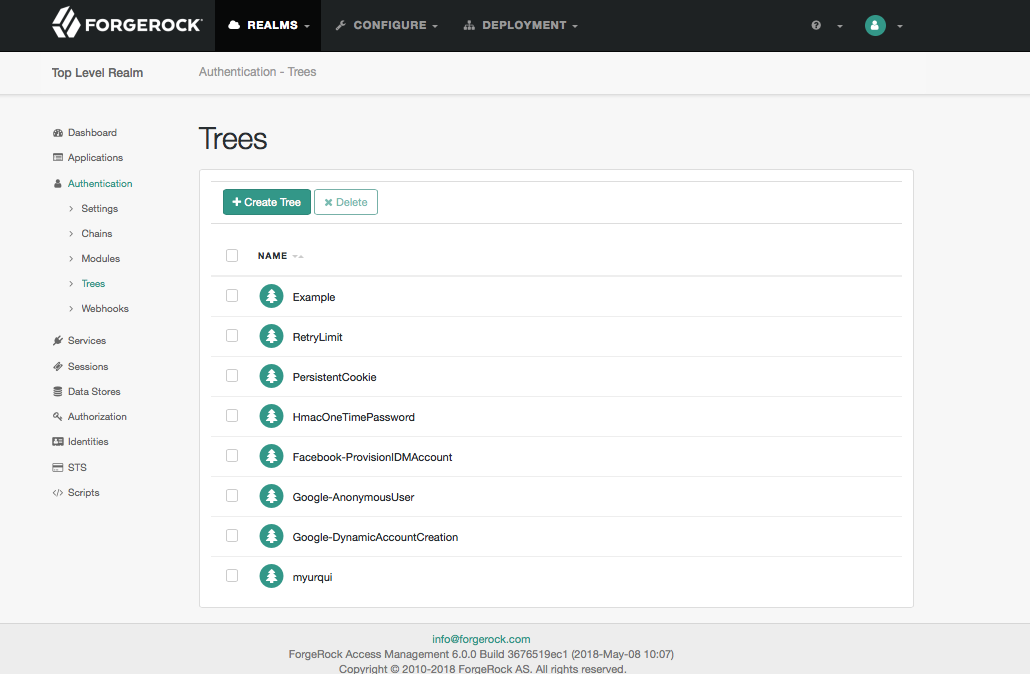 FORGEROCK
REALMS
CONFIGURE
DEPLOYMENT
Top Level Realm
Authentication - Trees
Dashboard
Applications
Authentication
Settings
Chains
Modules
Trees
Webhooks
Services
Sessions
Data Stores
Authorization
Identities
STS
Scripts
Trees
Create Tree
Delete
NAME
Example
RetryLimit
PersistentCookie
HmacOneTimePassword
Facebook-ProvisionIDMAccount
Google-AnonymousUser
Google-DynamicAccountCreation
myurqui
info@forgerock.com
ForgeRock Access Management 6.0.0 Build 3676519ec1 (2018-May-08 10:07)
Copyright © 2010-2018 ForgeRock AS. All rights reserved.